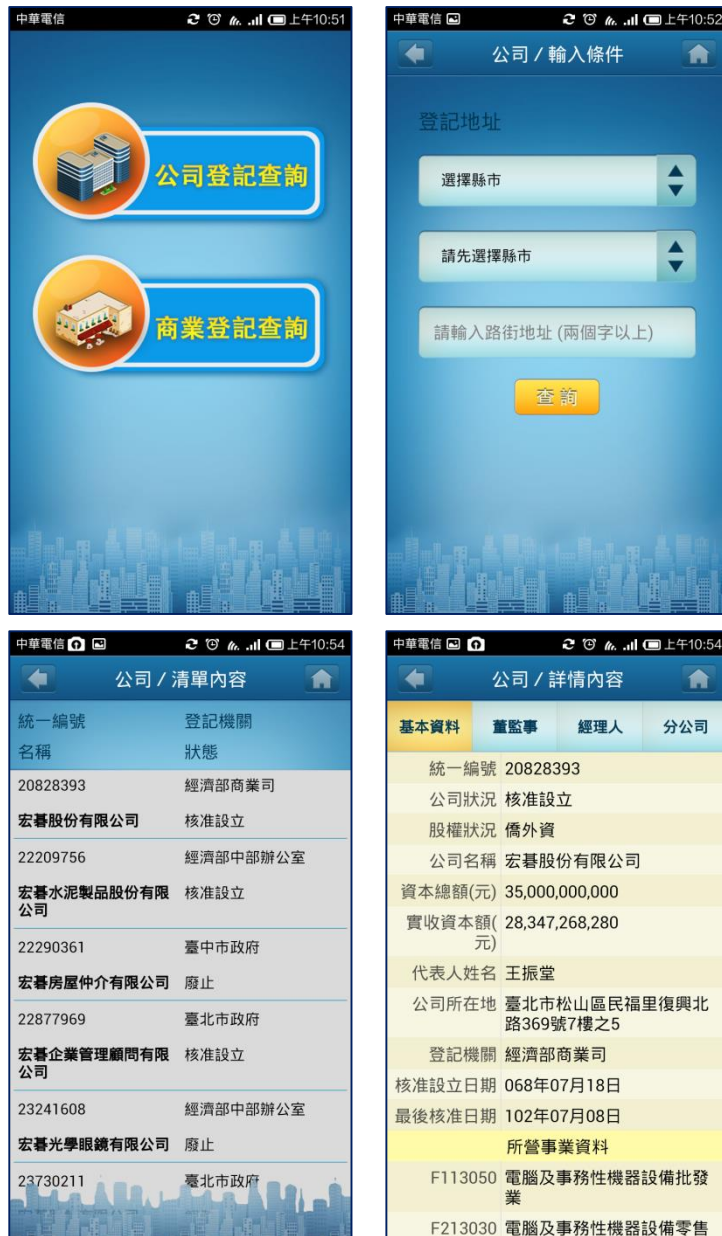 中華電信
上午10:51
公司登記查詢
商業登記查詢
中華電信
上午10:52
公司 / 輸入條件
登記地址
選擇縣市
請先選擇縣市
請輸入路街地址 (兩個字以上)
查 詢
中華電信
上午10:54
公司 / 清單內容
統一編號 登記機關
名稱 狀態
20828393 經濟部商業司
宏碁股份有限公司 核准設立
22209756 經濟部中部辦公室
宏碁水泥製品股份有限 核准設立
公司
22290361 臺中市政府
宏碁房屋仲介有限公司 廢止
22877969 臺北市政府
宏碁企業管理顧問有限 核准設立
公司
23241608 經濟部中部辦公室
宏碁光學眼鏡有限公司 廢止
23730211 臺北市政府
中華電信
上午10:54
公司 / 詳情內容
基本資料 董監事 經理人 分公司
統一編號 20828393
公司狀況 核准設立
股權狀況 僑外資
公司名稱 宏碁股份有限公司
資本總額(元) 35,000,000,000
實收資本額( 28,347,268,280
元)
代表人姓名 王振堂
公司所在地 臺北市松山區民福里復興北
路369號7樓之5
登記機關 經濟部商業司
核准設立日期 068年07月18日
最後核准日期 102年07月08日
所營事業資料
F113050 電腦及事務性機器設備批發
業
F213030 電腦及事務性機器設備零售